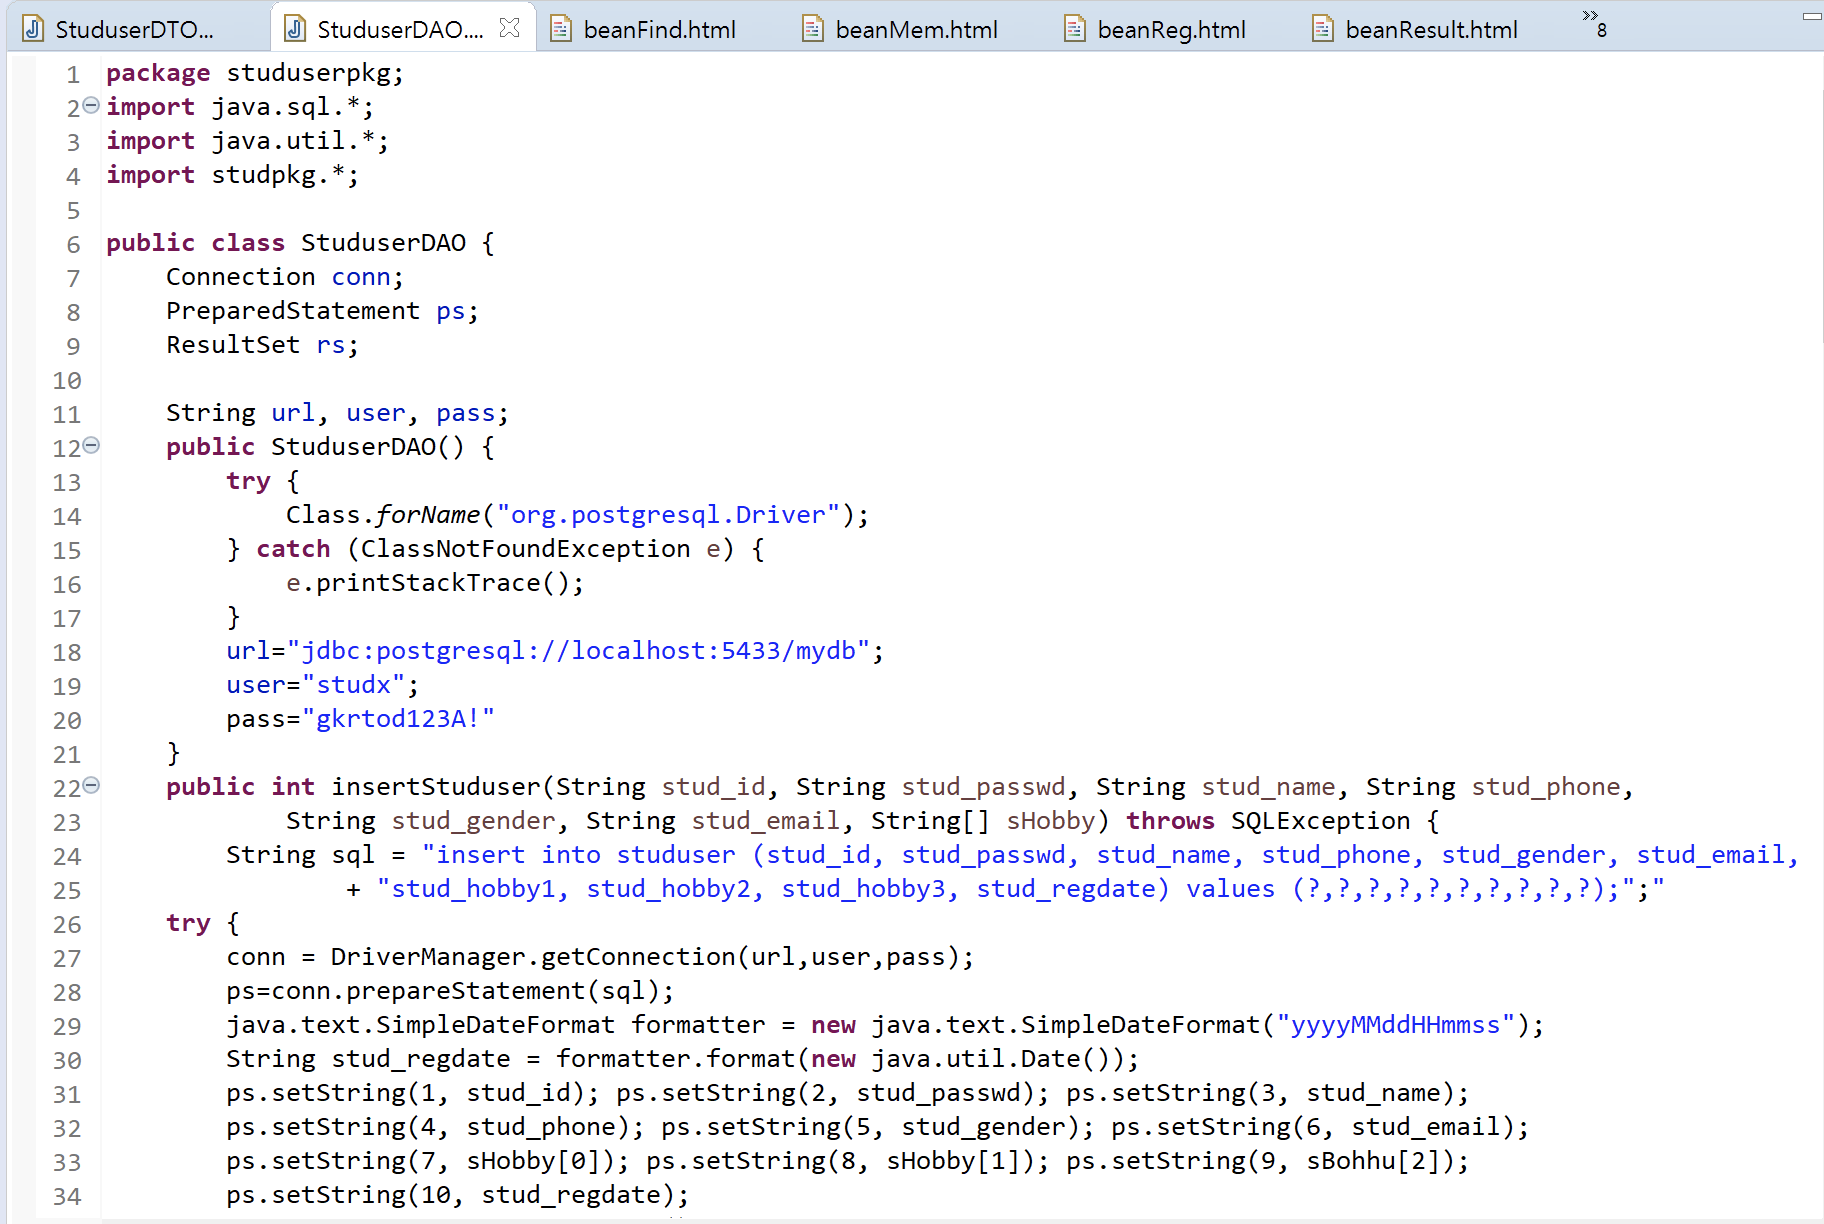 StuduserDTO... StuduserDAO.... beanFind.html beanMem.html beanReg.html beanResult.html »8
1 package studuserpkg;
2 import java.sql.*;
3 import java.util.*;
4 import studpkg.*;
5
6 public class StuduserDAO {
7 Connection conn;
8 PreparedStatement ps;
9 ResultSet rs;
10
11 String url, user, pass;
12 public StuduserDAO() {
13 try {
14 Class.forName("org.postgresql.Driver");
15 } catch (ClassNotFoundException e) {
16 e.printStackTrace();
17 }
18 url="jdbc:postgresql://localhost:5433/mydb";
19 user="studx";
20 pass="gkrtod123A!"
21 }
22 public int insertStuduser(String stud_id, String stud_passwd, String stud_name, String stud_phone,
23 String stud_gender, String stud_email, String[] sHobby) throws SQLException {
24 String sql = "insert into studuser (stud_id, stud_passwd, stud_name, stud_phone, stud_gender, stud_email,
25 + "stud_hobby1, stud_hobby2, stud_hobby3, stud_regdate) values (?,?,?,?,?,?,?,?,?,?);";"
26 try {
27 conn = DriverManager.getConnection(url,user,pass);
28 ps=conn.prepareStatement(sql);
29 java.text.SimpleDateFormat formatter = new java.text.SimpleDateFormat("yyyyMMddHHmmss");
30 String stud_regdate = formatter.format(new java.util.Date());
31 ps.setString(1, stud_id); ps.setString(2, stud_passwd); ps.setString(3, stud_name);
32 ps.setString(4, stud_phone); ps.setString(5, stud_gender); ps.setString(6, stud_email);
33 ps.setString(7, sHobby[0]); ps.setString(8, sHobby[1]); ps.setString(9, sBohhu[2]);
34 ps.setString(10, stud_regdate);